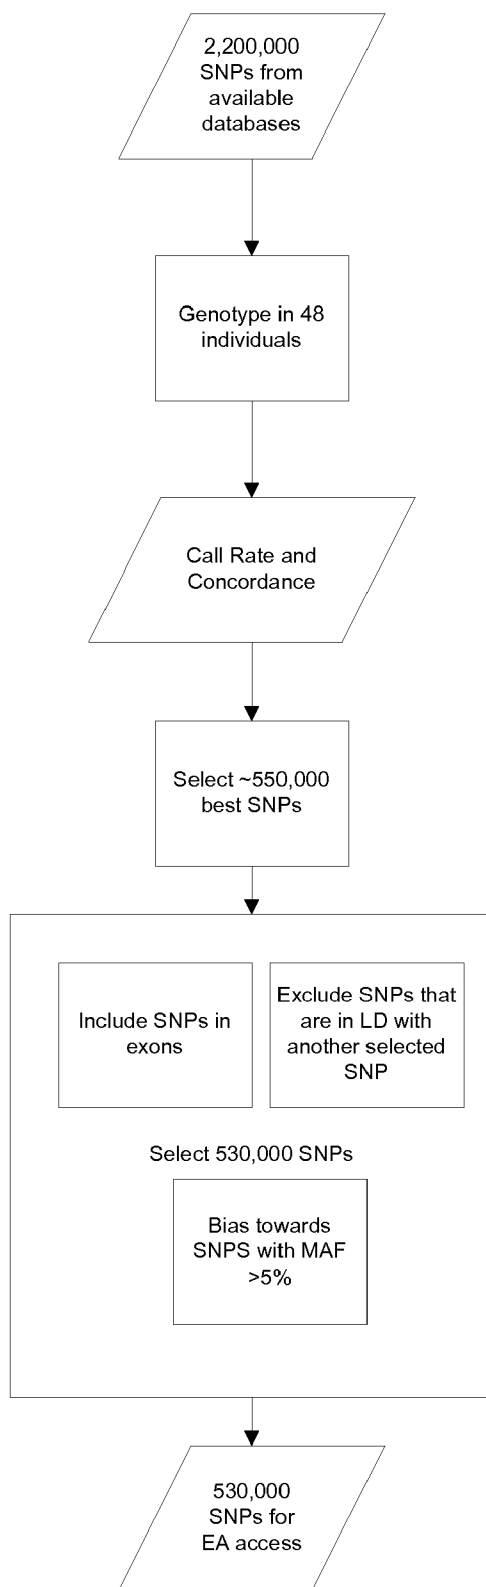 2,200,000
SNPs from
available
databases
Genotype in 48
individuals
Call Rate and
Concordance
Select ~550,000
best SNPs
Include SNPs in
exons
Exclude SNPs that
are in LD with
another selected
SNP
Select 530,000 SNPs
Bias towards
SNPS with MAF
>5%
530,000
SNPs for
EA access